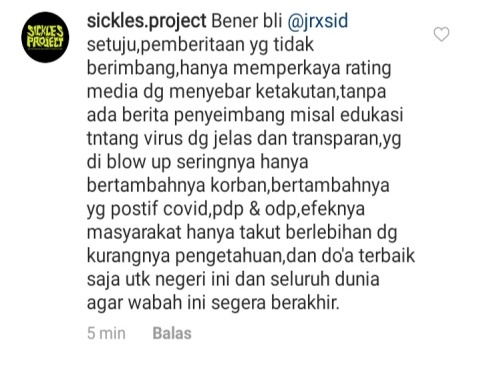 SICKLES
PROJECT
sickles.project Bener bli @jrxsid
setuju,pemberitaan yg tidak
berimbang,hanya memperkaya rating
media dg menyebar ketakutan,tanpa
ada berita penyeimbang misal edukasi
tntang virus dg jelas dan transparan,yg
di blow up seringnya hanya
bertambahnya korban,bertambahnya
yg postif covid,pdp & odp,efeknya
masyarakat hanya takut berlebihan dg
kurangnya pengetahuan,dan do'a terbaik
saja utk negeri ini dan seluruh dunia
agar wabah ini segera berakhir.
5 min Balas